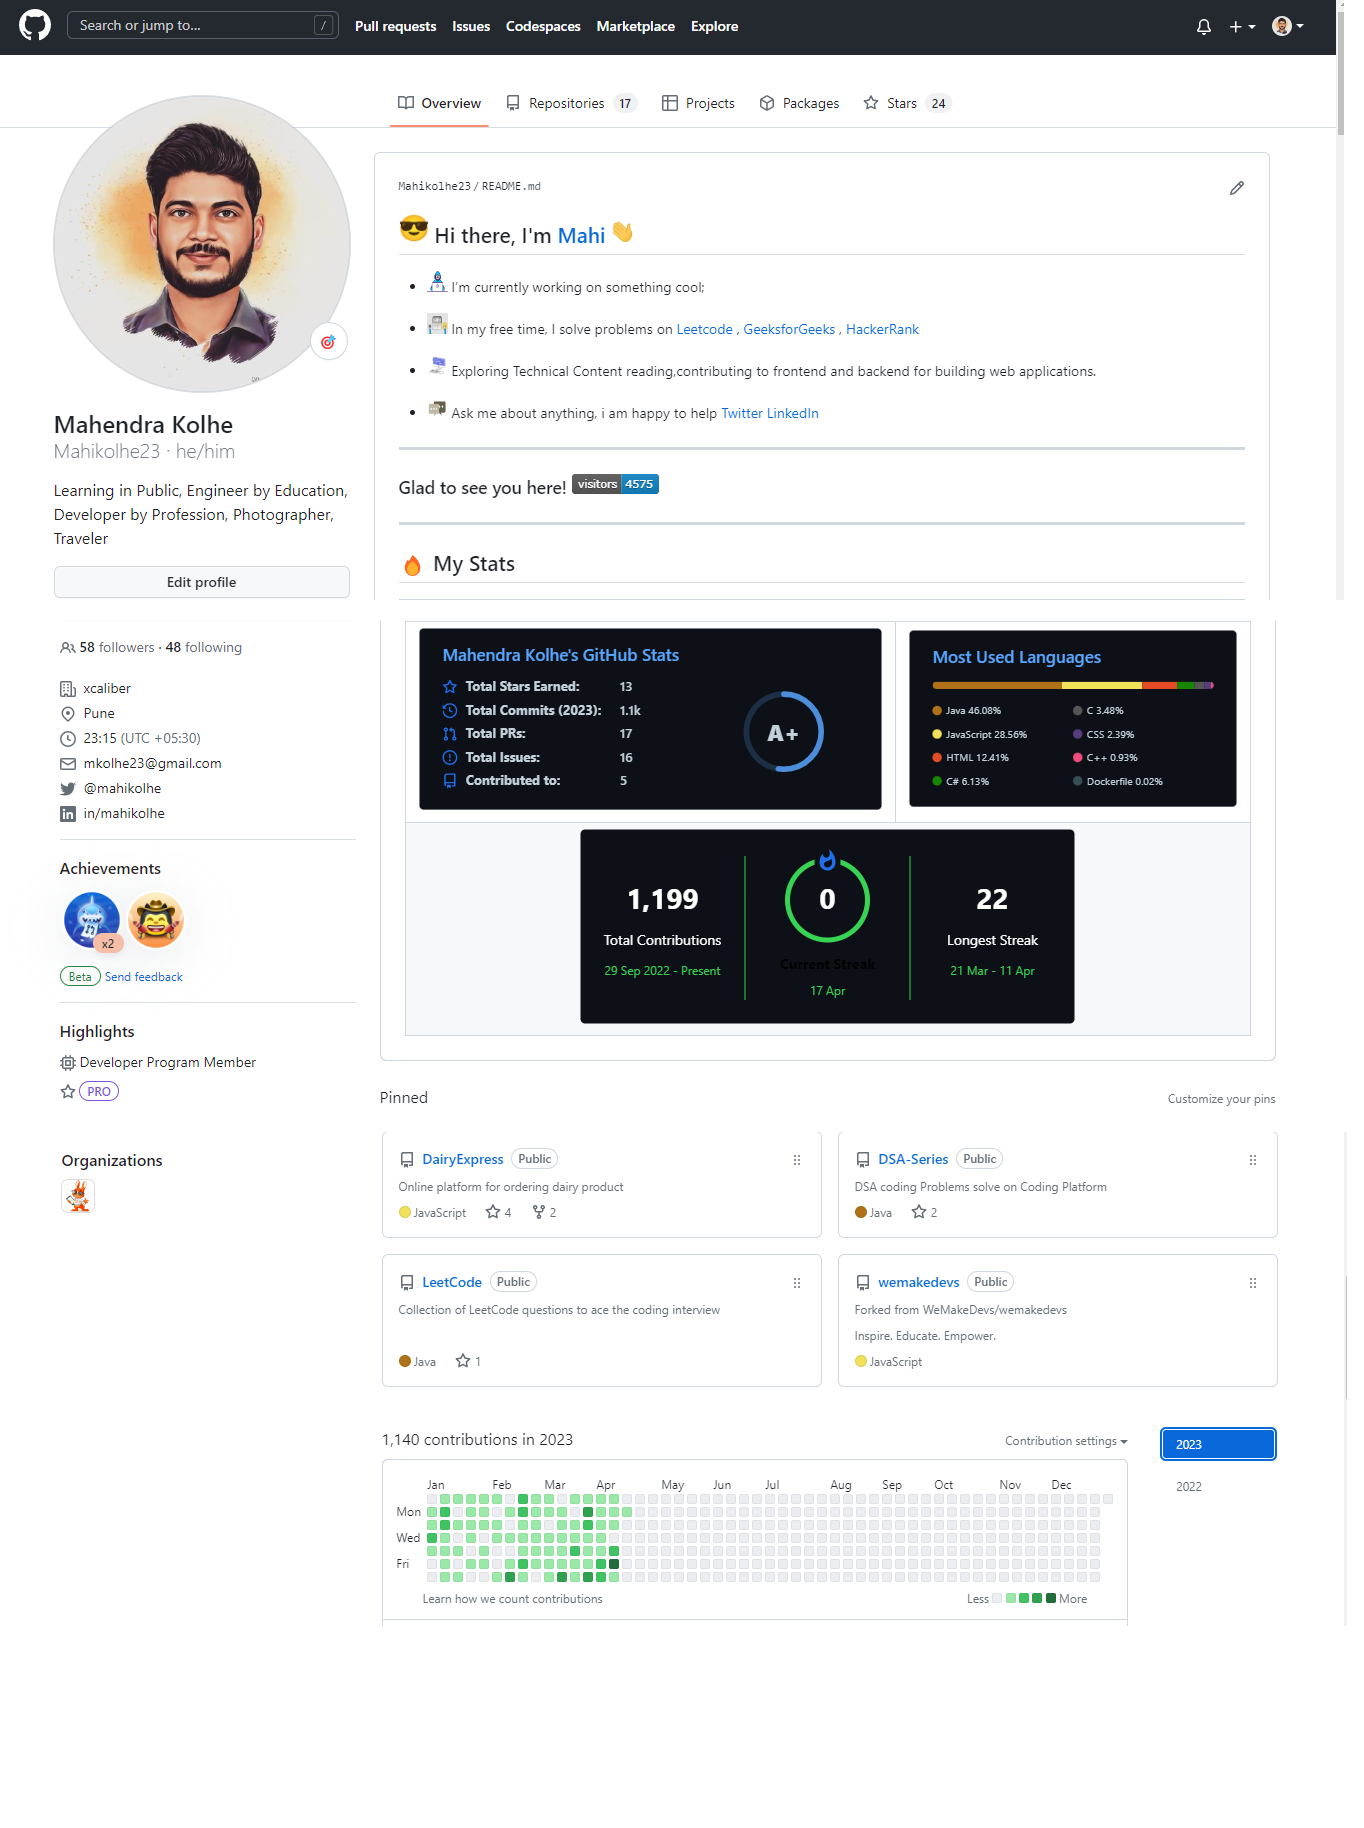 Search or jump to...
/
Pull requests
Issues
Codespaces
Marketplace
Explore
Overview
Repositories 17
Projects
Packages
Stars 24
Mahendra Kolhe
Mahikolhe23 · he/him
Learning in Public, Engineer by Education,
Developer by Profession, Photographer,
Traveler
Edit profile
58 followers · 48 following
xcaliber
Pune
23:15 (UTC +05:30)
mkolhe23@gmail.com
@mahikolhe
in/mahikolhe
Achievements
x2
Beta Send feedback
Highlights
Developer Program Member
PRO
Organizations
Mahikolhe23 / README.md
Hi there, I'm Mahi
I'm currently working on something cool;
In my free time, I solve problems on Leetcode , GeeksforGeeks , HackerRank
Exploring Technical Content reading,contributing to frontend and backend for building web applications.
Ask me about anything, i am happy to help Twitter LinkedIn
Glad to see you here! visitors 4575
My Stats
Mahendra Kolhe's GitHub Stats
Total Stars Earned: 13
Total Commits (2023): 1.1k
Total PRs: 17
Total Issues: 16
Contributed to: 5
A+
Most Used Languages
Java 46.08%
JavaScript 28.56%
HTML 12.41%
C# 6.13%
C 3.48%
CSS 2.39%
C++ 0.93%
Dockerfile 0.02%
1,199
Total Contributions
29 Sep 2022 - Present
0
Current Streak
17 Apr
22
Longest Streak
21 Mar - 11 Apr
Pinned
Customize your pins
DairyExpress Public
Online platform for ordering dairy product
JavaScript 4 2
DSA-Series Public
DSA coding Problems solve on Coding Platform
Java 2
LeetCode Public
Collection of LeetCode questions to ace the coding interview
Java 1
wemakedevs Public
Forked from WeMakeDevs/wemakedevs
Inspire. Educate. Empower.
JavaScript
1,140 contributions in 2023
Contribution settings
2023
2022
Jan Feb Mar Apr May Jun Jul Aug Sep Oct Nov Dec
Mon
Wed
Fri
Learn how we count contributions
Less More